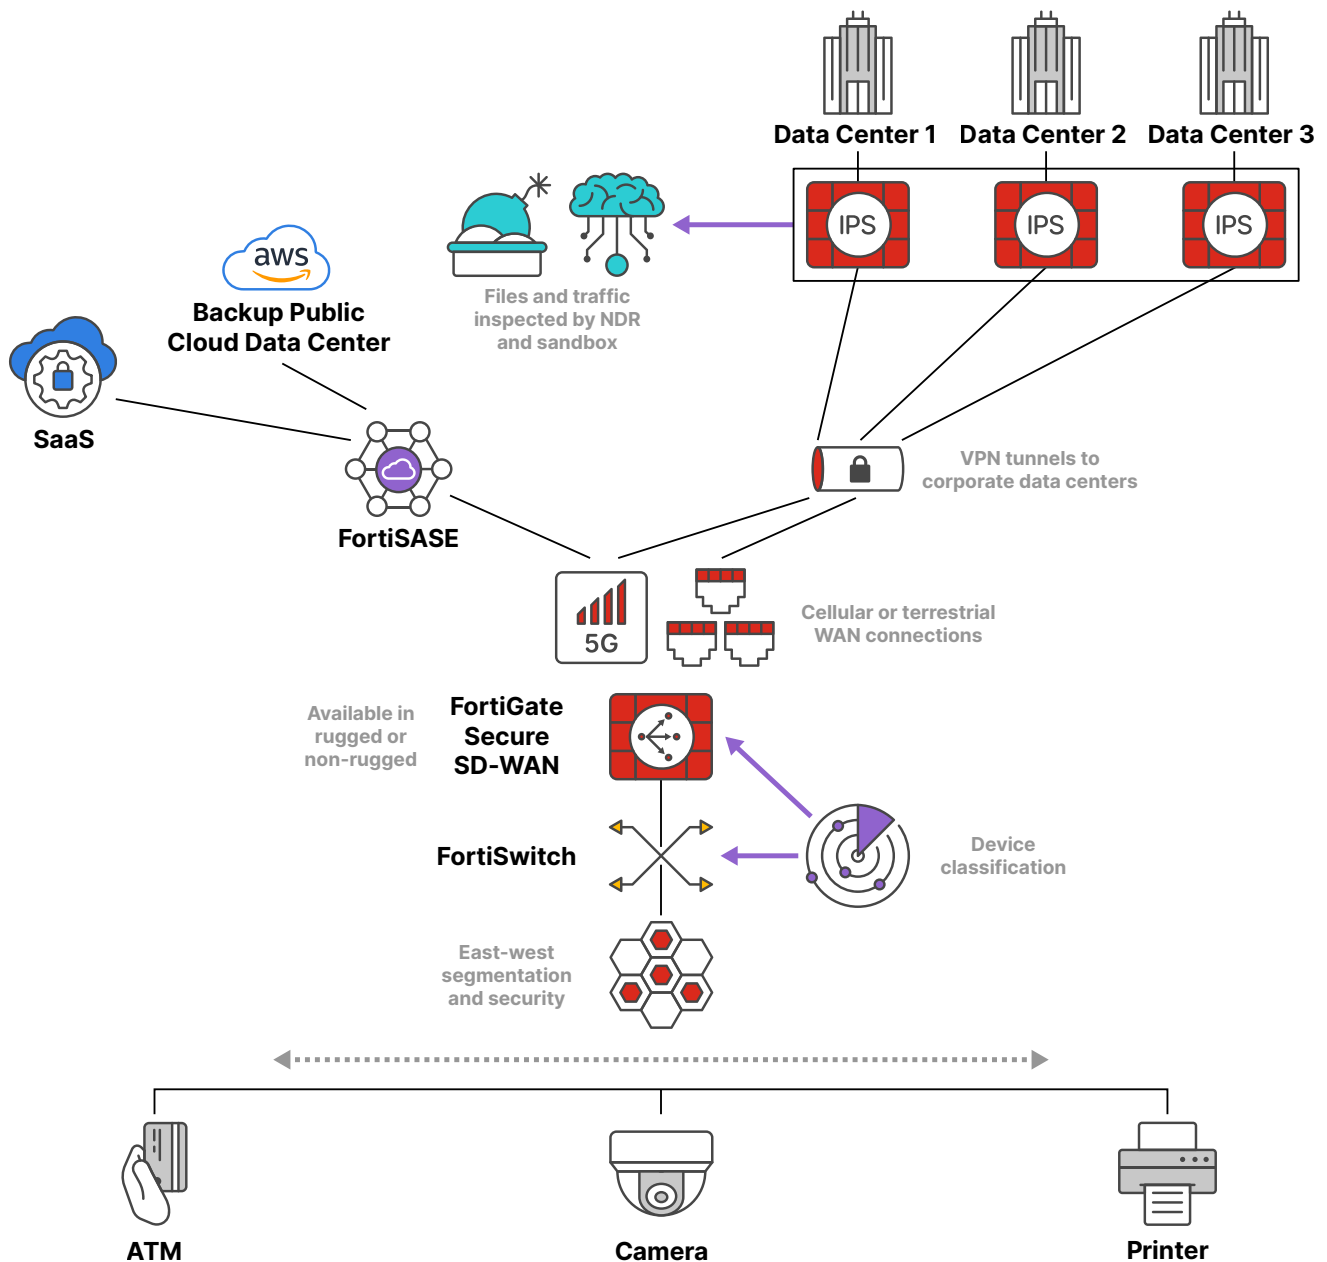 Data Center 1
Data Center 2
Data Center 3
IPS
IPS
IPS
Files and traffic
inspected by NDR
and sandbox
aws
Backup Public
Cloud Data Center
SaaS
FortiSASE
VPN tunnels to
corporate data centers
5G
Cellular or terrestrial
WAN connections
Available in
rugged or
non-rugged
FortiGate
Secure
SD-WAN
FortiSwitch
Device
classification
East-west
segmentation
and security
ATM
Camera
Printer